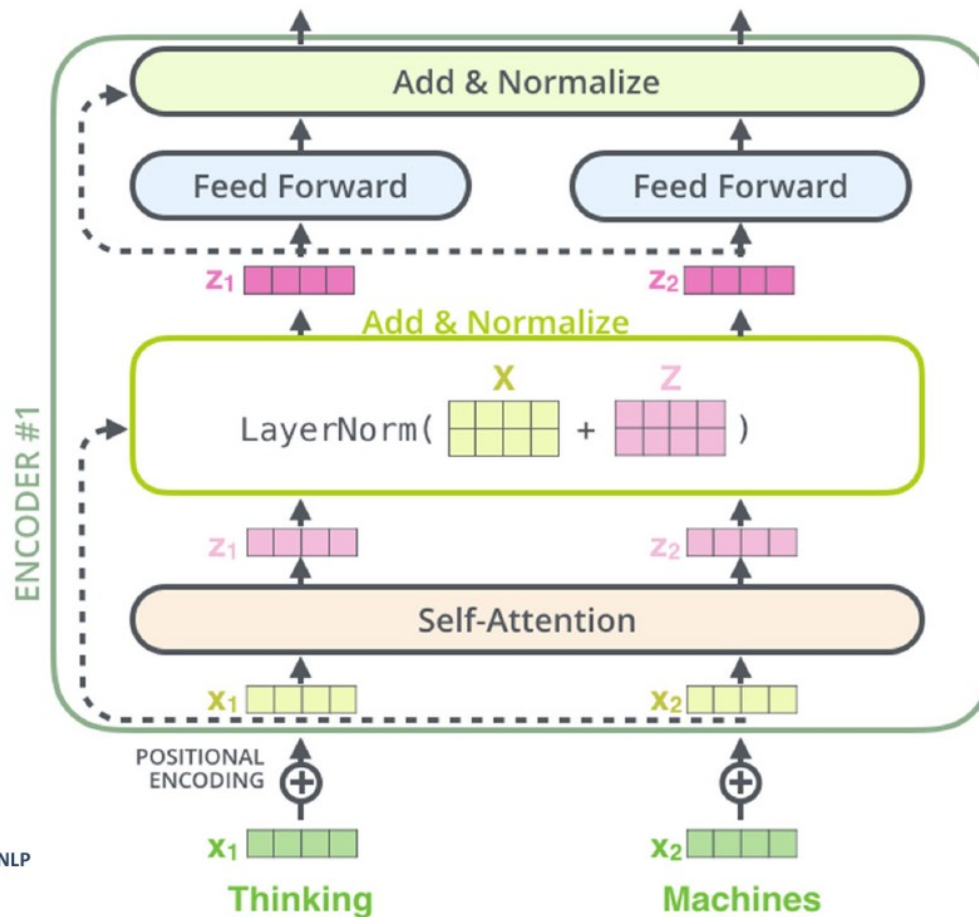 Add & Normalize
Feed Forward Feed Forward
z1 z2
Add & Normalize
X Z
LayerNorm( + )
z1 z2
Self-Attention
x1 x2
ENCODER #1
POSITIONAL
ENCODING
x1 x2
NLP
Thinking Machines